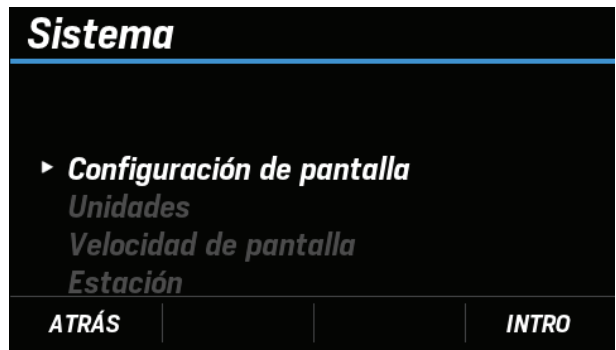 Sistema
Configuración de pantalla
Unidades
Velocidad de pantalla
Estación
ATRÁS INTRO